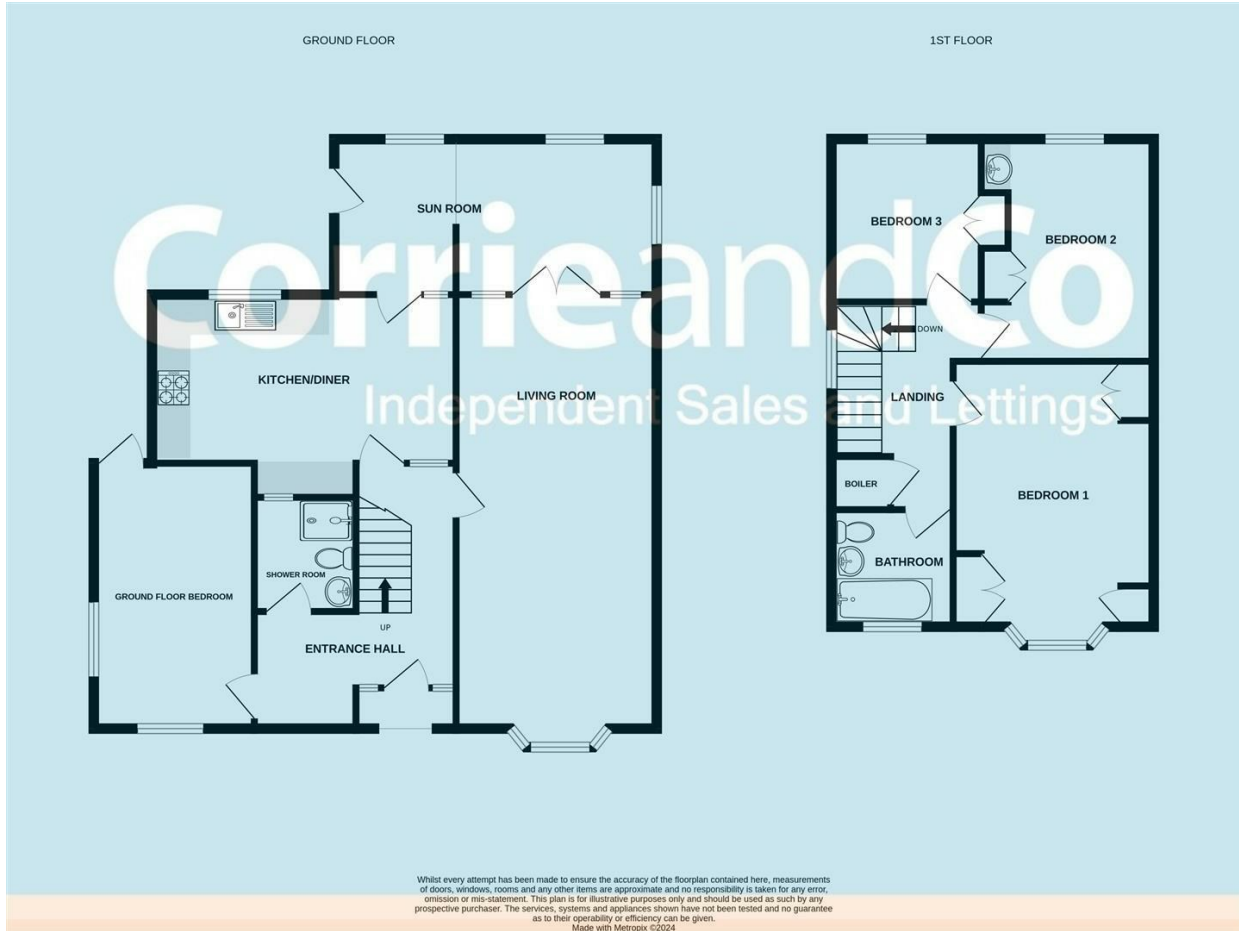 GROUND FLOOR
1ST FLOOR
SUN ROOM
BEDROOM 3
BEDROOM 2
CorrieandCo
Independent Sales and Lettings
KITCHEN/DINER
LIVING ROOM
DOWN
LANDING
BOILER
BEDROOM 1
BATHROOM
SHOWER ROOM
GROUND FLOOR BEDROOM
UP
ENTRANCE HALL
Whilst every attempt has been made to ensure the accuracy of the floorplan contained here, measurements
of doors, windows, rooms and any other items are approximate and no responsibility is taken for any error,
omission or mis-statement. This plan is for illustrative purposes only and should be used as such by any
prospective purchaser. The services, systems and appliances shown have not been tested and no guarantee
as to their operability or efficiency can be given.
Made with Metropix ©2024